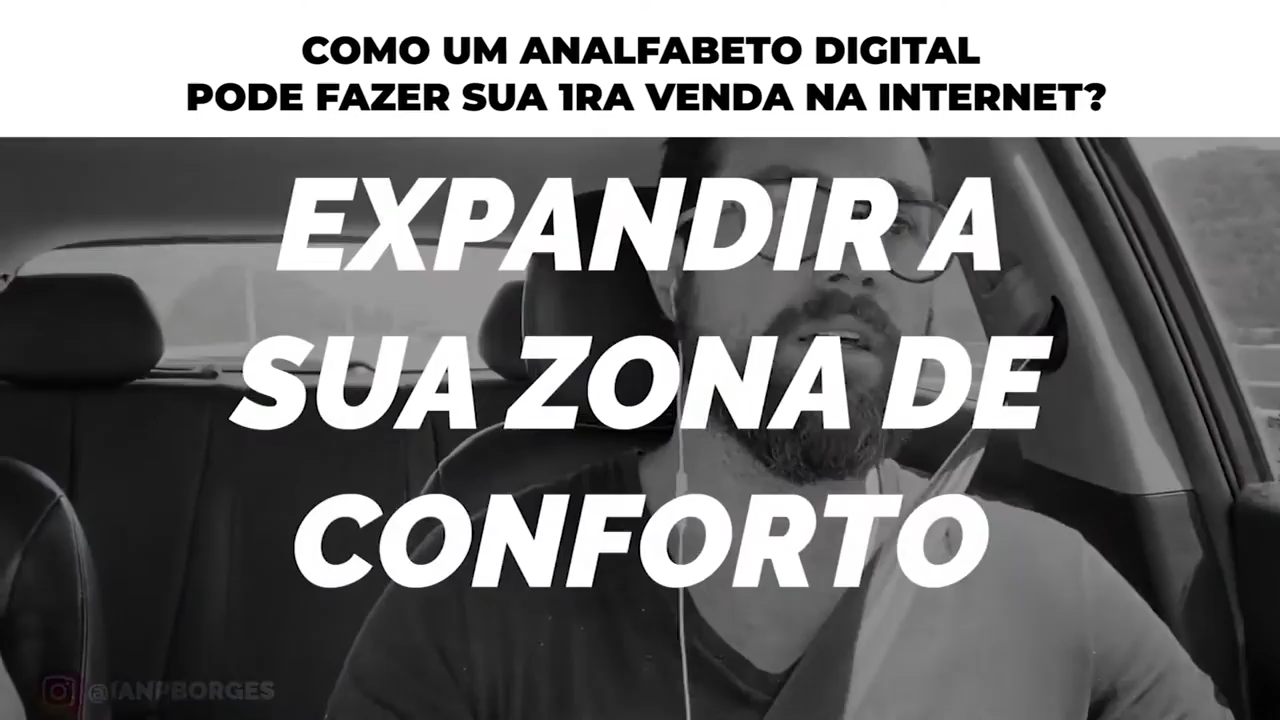 COMO UM ANALFABETO DIGITAL
PODE FAZER SUA 1RA VENDA NA INTERNET?
EXPANDIR A
SUA ZONA DE
CONFORTO